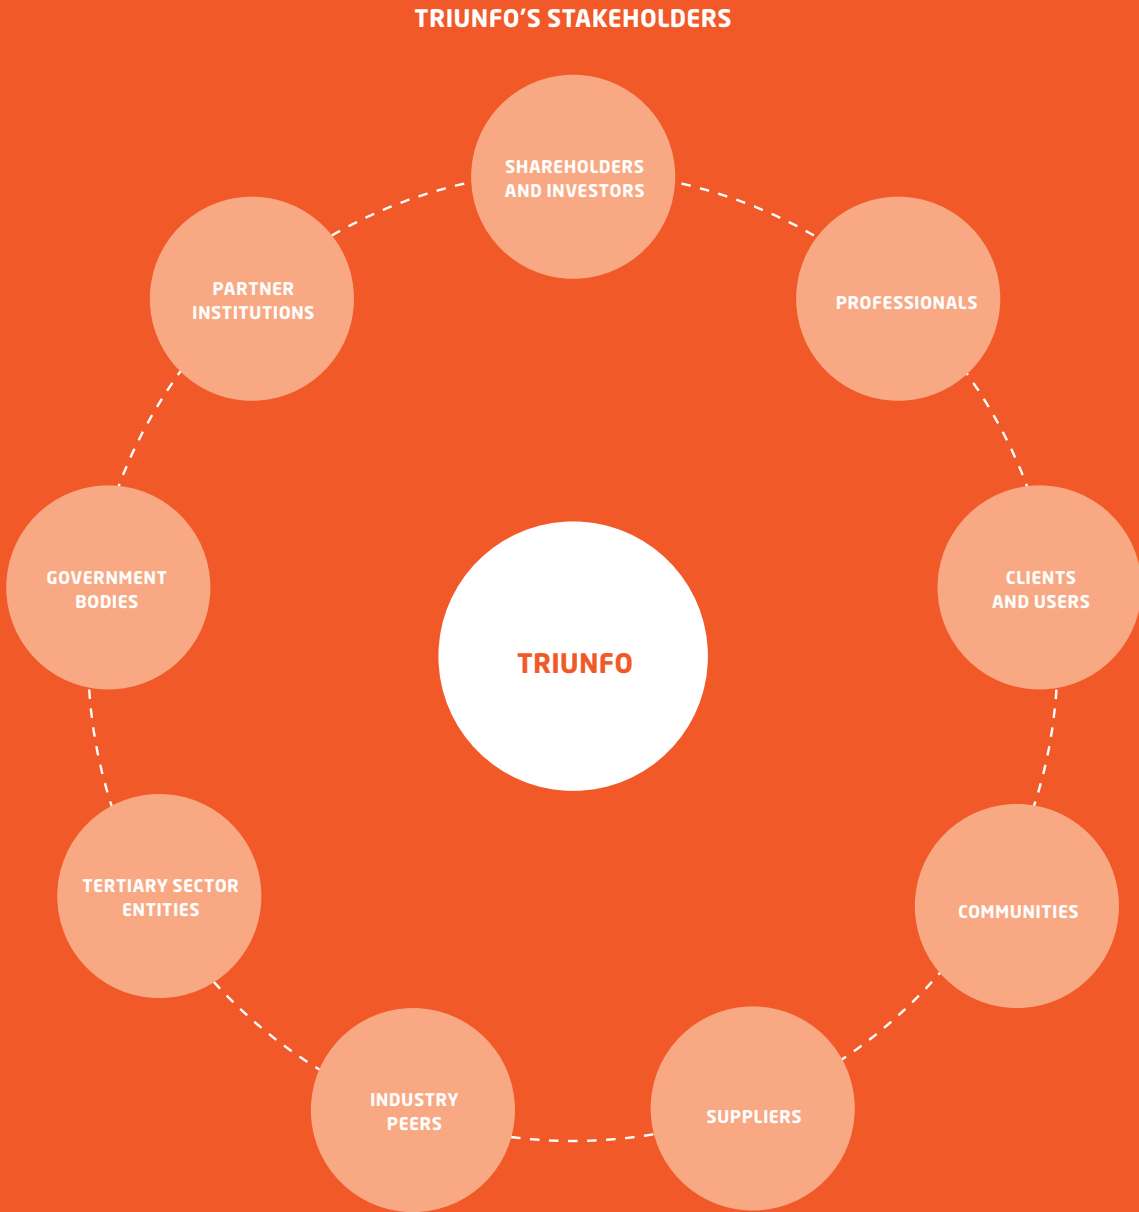 TRIUNFO'S STAKEHOLDERS
SHAREHOLDERS
AND INVESTORS
PARTNER
INSTITUTIONS
PROFESSIONALS
GOVERNMENT
BODIES
CLIENTS
AND USERS
TRIUNFO
TERTIARY SECTOR
ENTITIES
COMMUNITIES
INDUSTRY
PEERS
SUPPLIERS